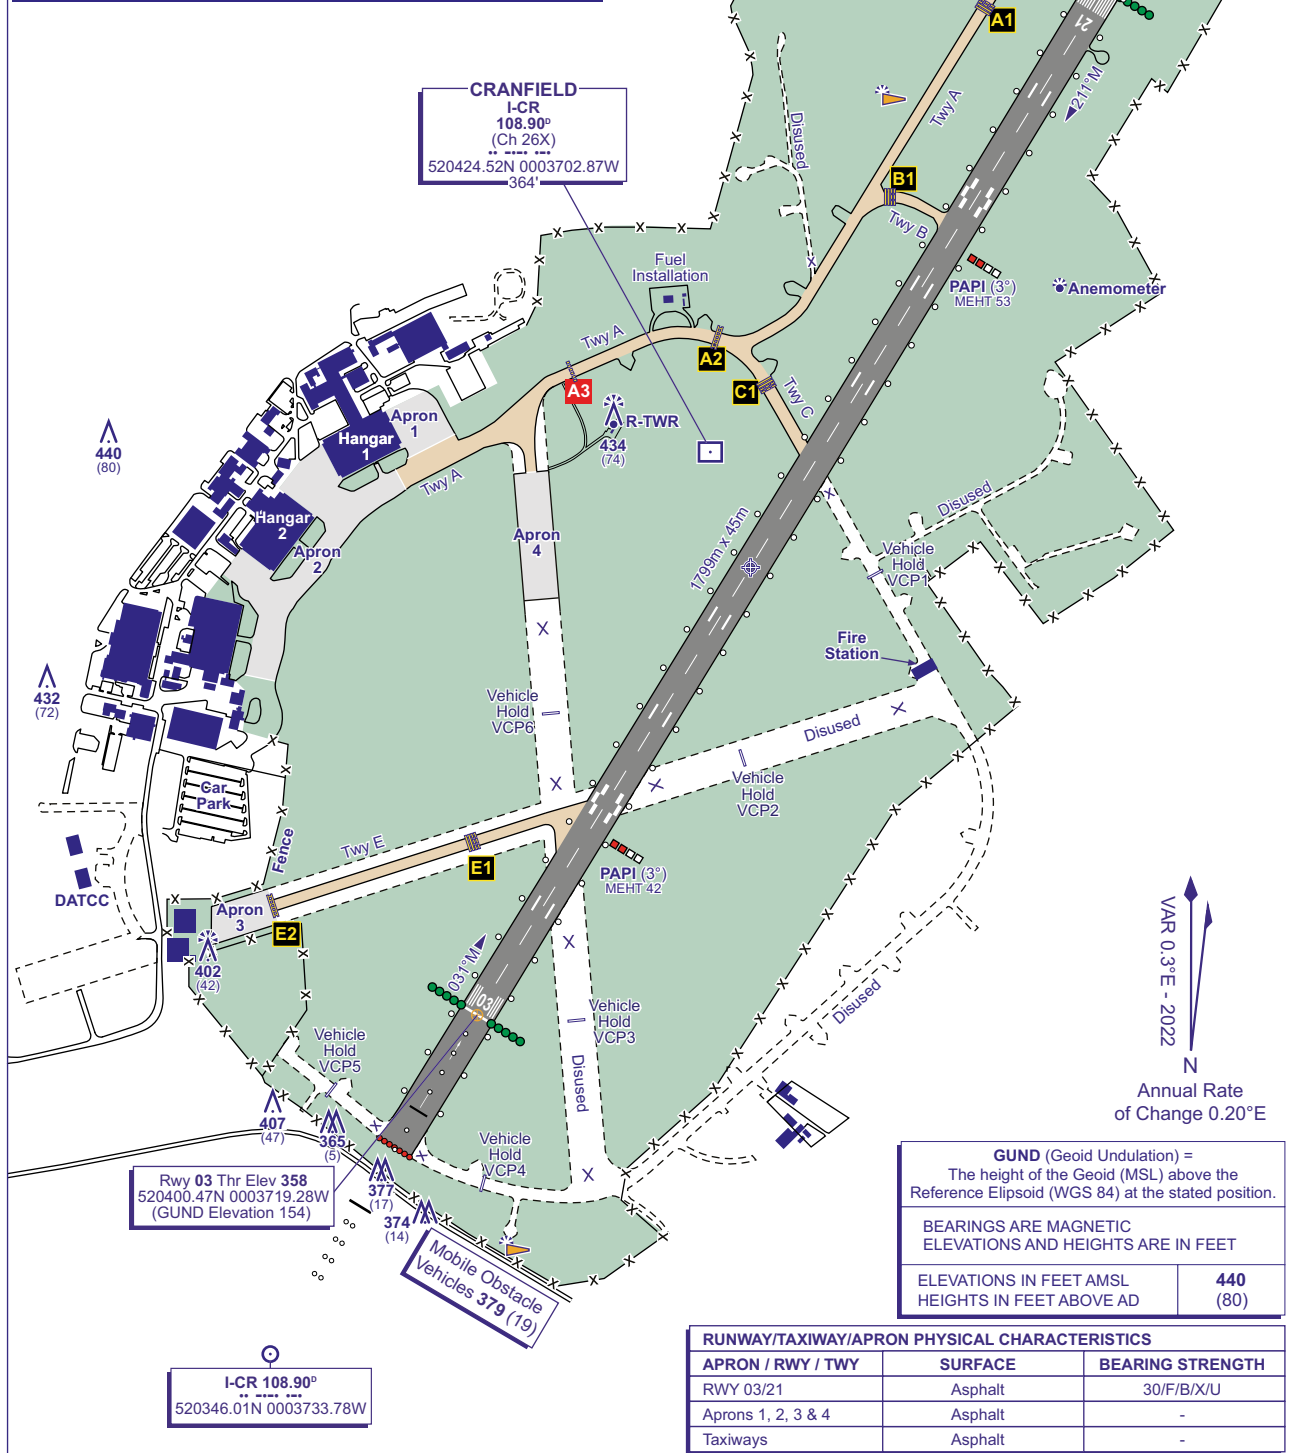 A1
21
211°M
CRANFIELD
I-CR
108.90ᴰ
(Ch 26X)
520424.52N 0003702.87W
364'
Twy A
Disused
B1
Twy B
Fuel
Installation
PAPI (3°)
MEHT 53
Anemometer
Twy A
A2
A3
C1
Twy C
Apron
1
Hangar
1
R-TWR
434
(74)
440
(80)
Twy A
Disused
Hangar
2
Apron
2
Apron
4
1799m x 45m
Vehicle
Hold
VCP1
Fire
Station
432
(72)
Vehicle
Hold
VCP6
Disused
Vehicle
Hold
VCP2
Car
Park
Fence
Twy E
E1
PAPI (3°)
MEHT 42
DATCC
Apron
3
E2
402
(42)
031°M
03
Vehicle
Hold
VCP3
Disused
Vehicle
Hold
VCP5
Disused
VAR 0.3°E - 2022
N
Annual Rate
of Change 0.20°E
407
(47)
365
(5)
Vehicle
Hold
VCP4
377
(17)
374
(14)
Rwy 03 Thr Elev 358
520400.47N 0003719.28W
(GUND Elevation 154)
Mobile Obstacle
Vehicles 379 (19)
GUND (Geoid Undulation) =
The height of the Geoid (MSL) above the
Reference Elipsoid (WGS 84) at the stated position.
BEARINGS ARE MAGNETIC
ELEVATIONS AND HEIGHTS ARE IN FEET
ELEVATIONS IN FEET AMSL
HEIGHTS IN FEET ABOVE AD
440
(80)
I-CR 108.90ᴰ
520346.01N 0003733.78W
RUNWAY/TAXIWAY/APRON PHYSICAL CHARACTERISTICS
APRON / RWY / TWY SURFACE BEARING STRENGTH
RWY 03/21 Asphalt 30/F/B/X/U
Aprons 1, 2, 3 & 4 Asphalt -
Taxiways Asphalt -